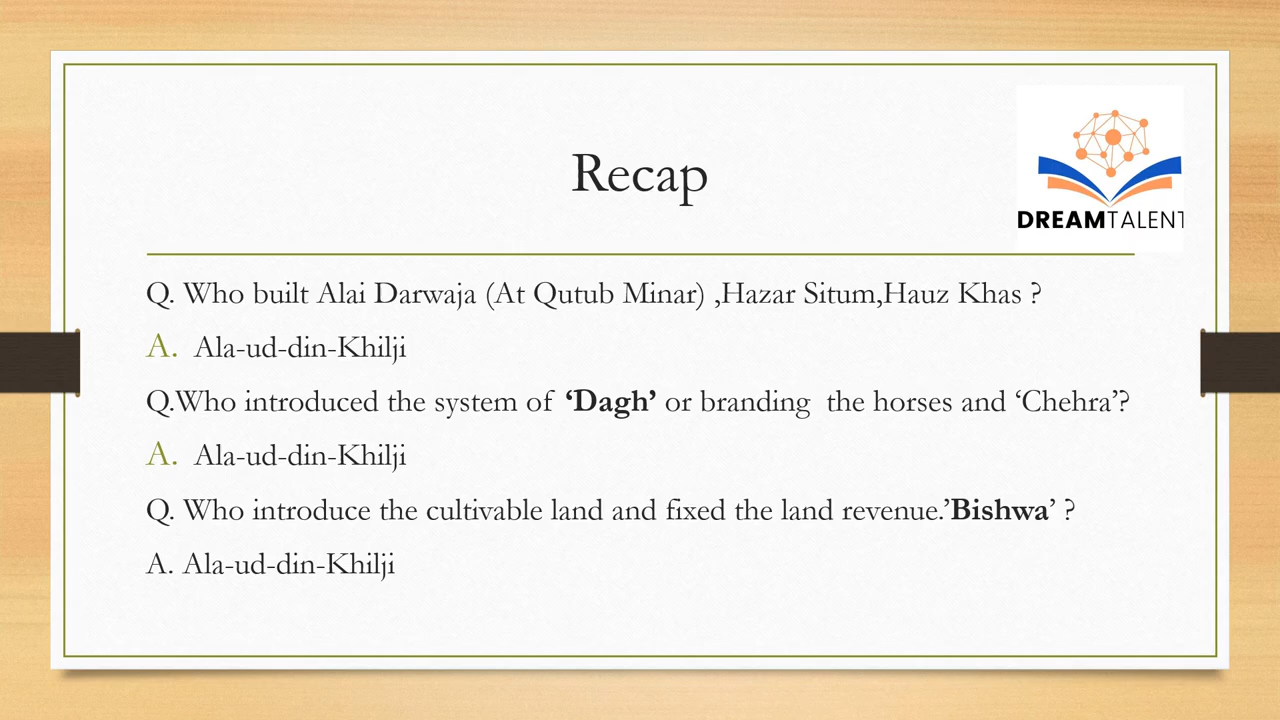 DREAMTALENT
Recap
Q. Who built Alai Darwaja (At Qutub Minar) ,Hazar Situm,Hauz Khas ?
A. Ala-ud-din-Khilji
Q.Who introduced the system of ‘Dagh’ or branding  the horses and ‘Chehra’?
A. Ala-ud-din-Khilji
Q. Who introduce the cultivable land and fixed the land revenue.’Bishwa’ ?
A. Ala-ud-din-Khilji